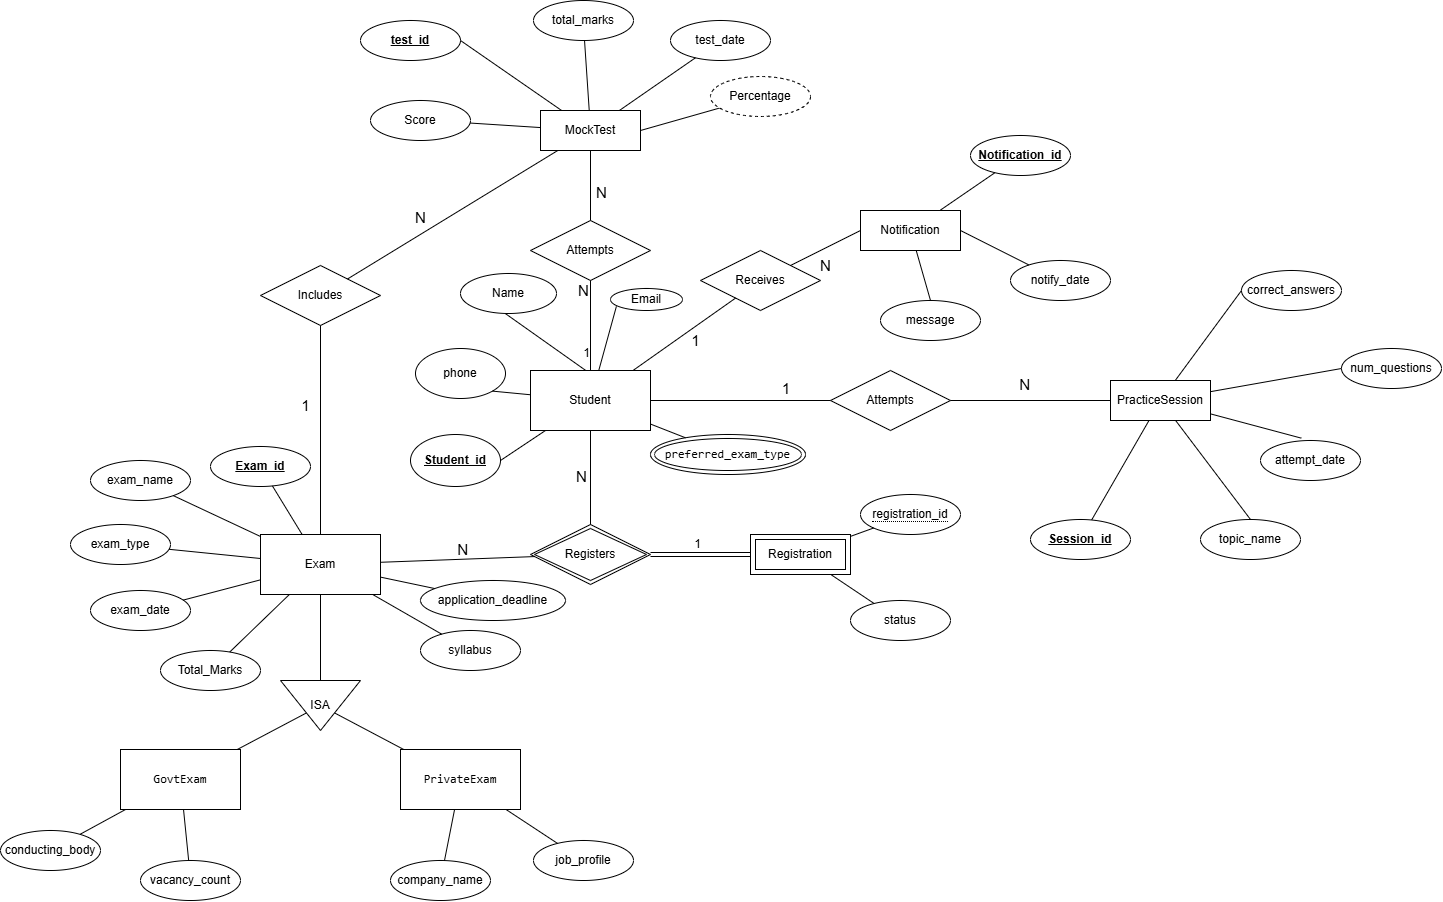 total_marks
test_id
test_date
Percentage
Score
MockTest
Notification_id
N
N
Notification
Attempts
N
Receives
notify_date
Includes
N
Name
Email
correct_answers
message
1
1
phone
num_questions
1
N
Student
Attempts
PracticeSession
1
preferred_exam_type
Student_id
attempt_date
Exam_id
exam_name
N
registration_id
Session_id
topic_name
exam_type
N
1
Registers
Registration
Exam
application_deadline
exam_date
status
syllabus
Total_Marks
ISA
GovtExam
PrivateExam
conducting_body
job_profile
vacancy_count
company_name